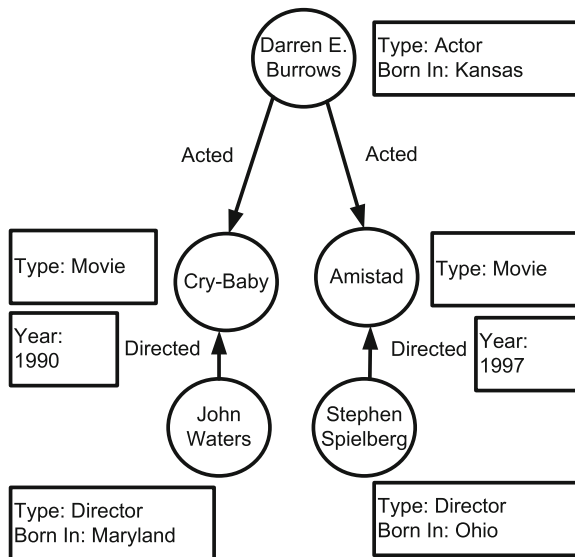 Darren E.
Burrows
Type: Actor
Born In: Kansas
Acted
Acted
Type: Movie
Cry-Baby
Amistad
Type: Movie
Year:
1990
Directed
Directed
Year:
1997
John
Waters
Stephen
Spielberg
Type: Director
Born In: Maryland
Type: Director
Born In: Ohio